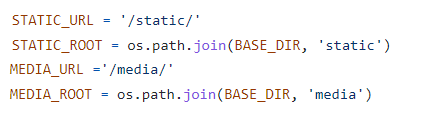 STATIC_URL = '/static/'
STATIC_ROOT = os.path.join(BASE_DIR, 'static')
MEDIA_URL ='/media/'
MEDIA_ROOT = os.path.join(BASE_DIR, 'media')